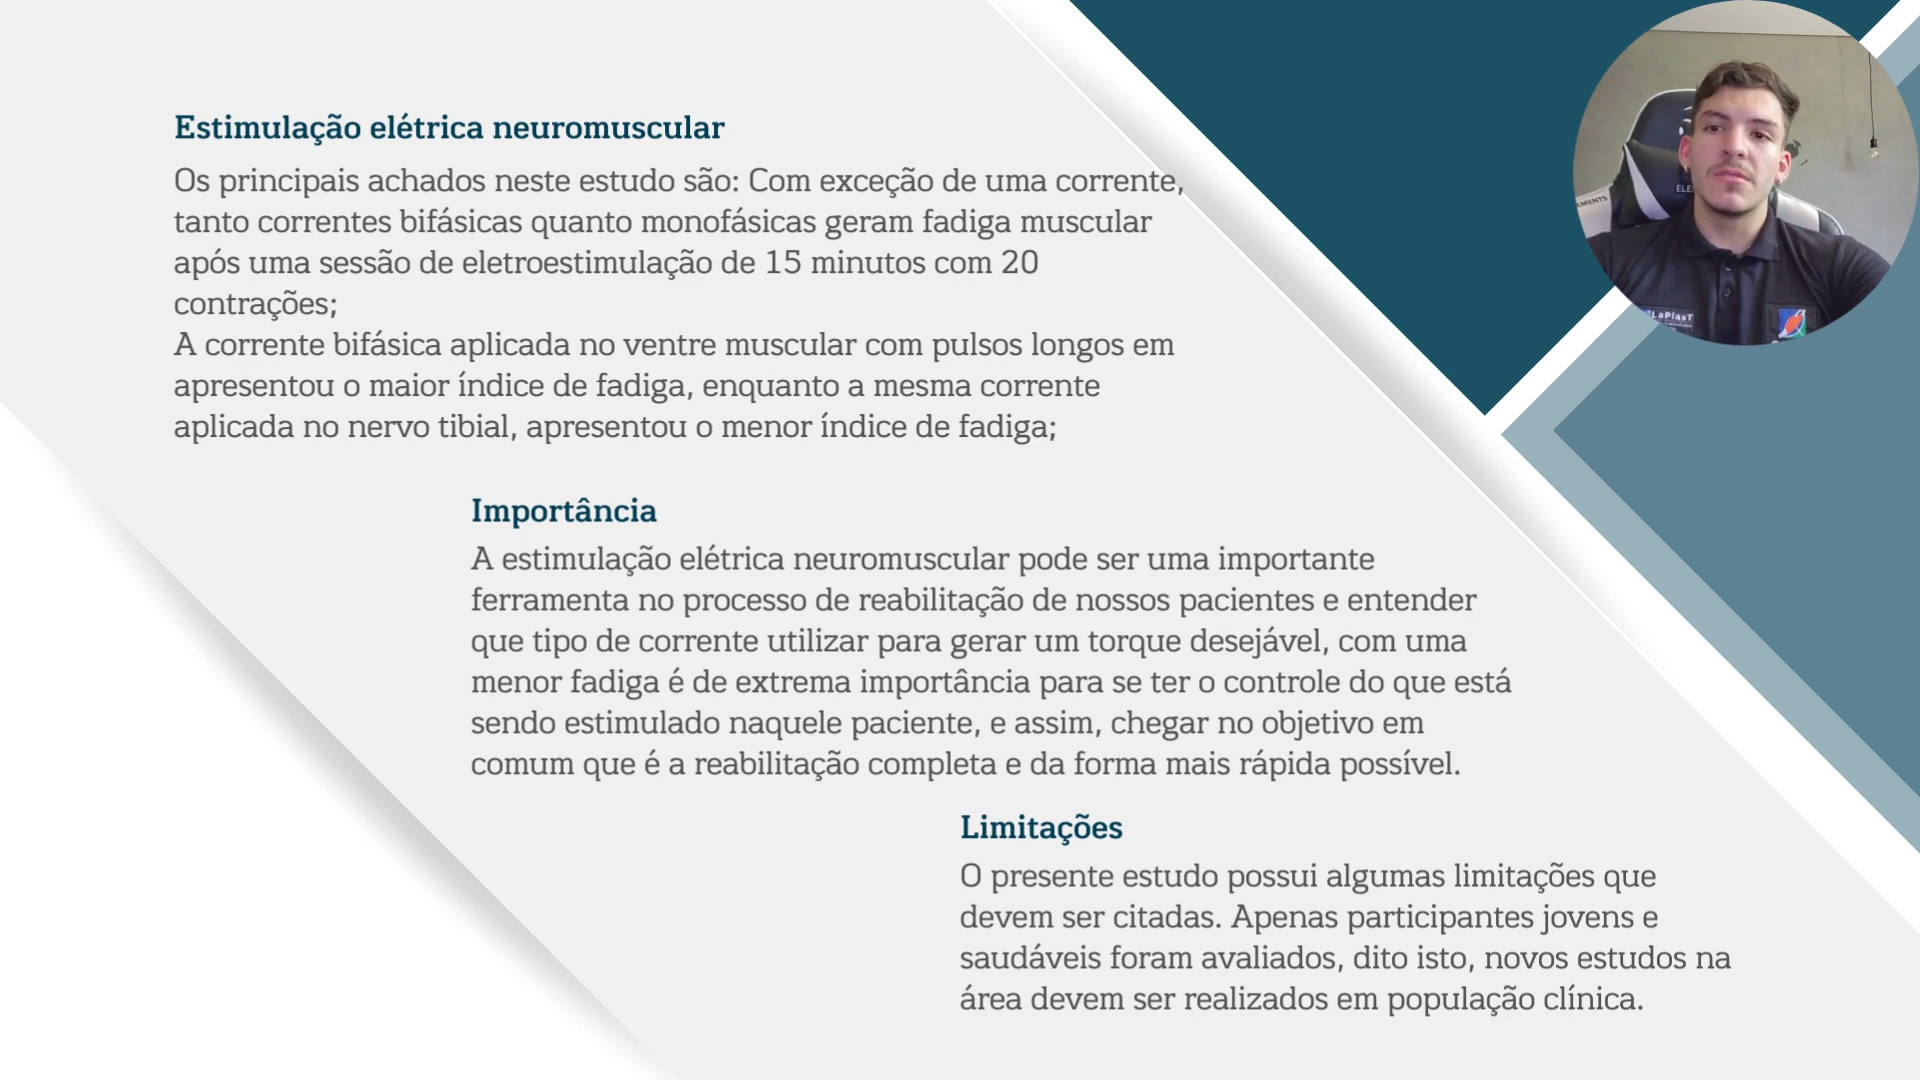 Estimulação elétrica neuromuscular
Os principais achados neste estudo são: Com exceção de uma corrente,
tanto correntes bifásicas quanto monofásicas geram fadiga muscular
após uma sessão de eletroestimulação de 15 minutos com 20
contrações;
A corrente bifásica aplicada no ventre muscular com pulsos longos em
apresentou o maior índice de fadiga, enquanto a mesma corrente
aplicada no nervo tibial, apresentou o menor índice de fadiga;
Importância
A estimulação elétrica neuromuscular pode ser uma importante
ferramenta no processo de reabilitação de nossos pacientes e entender
que tipo de corrente utilizar para gerar um torque desejável, com uma
menor fadiga é de extrema importância para se ter o controle do que está
sendo estimulado naquele paciente, e assim, chegar no objetivo em
comum que é a reabilitação completa e da forma mais rápida possível.
Limitações
O presente estudo possui algumas limitações que
devem ser citadas. Apenas participantes jovens e
saudáveis foram avaliados, dito isto, novos estudos na
área devem ser realizados em população clínica.
ELE
EMENTS
LaPlasT